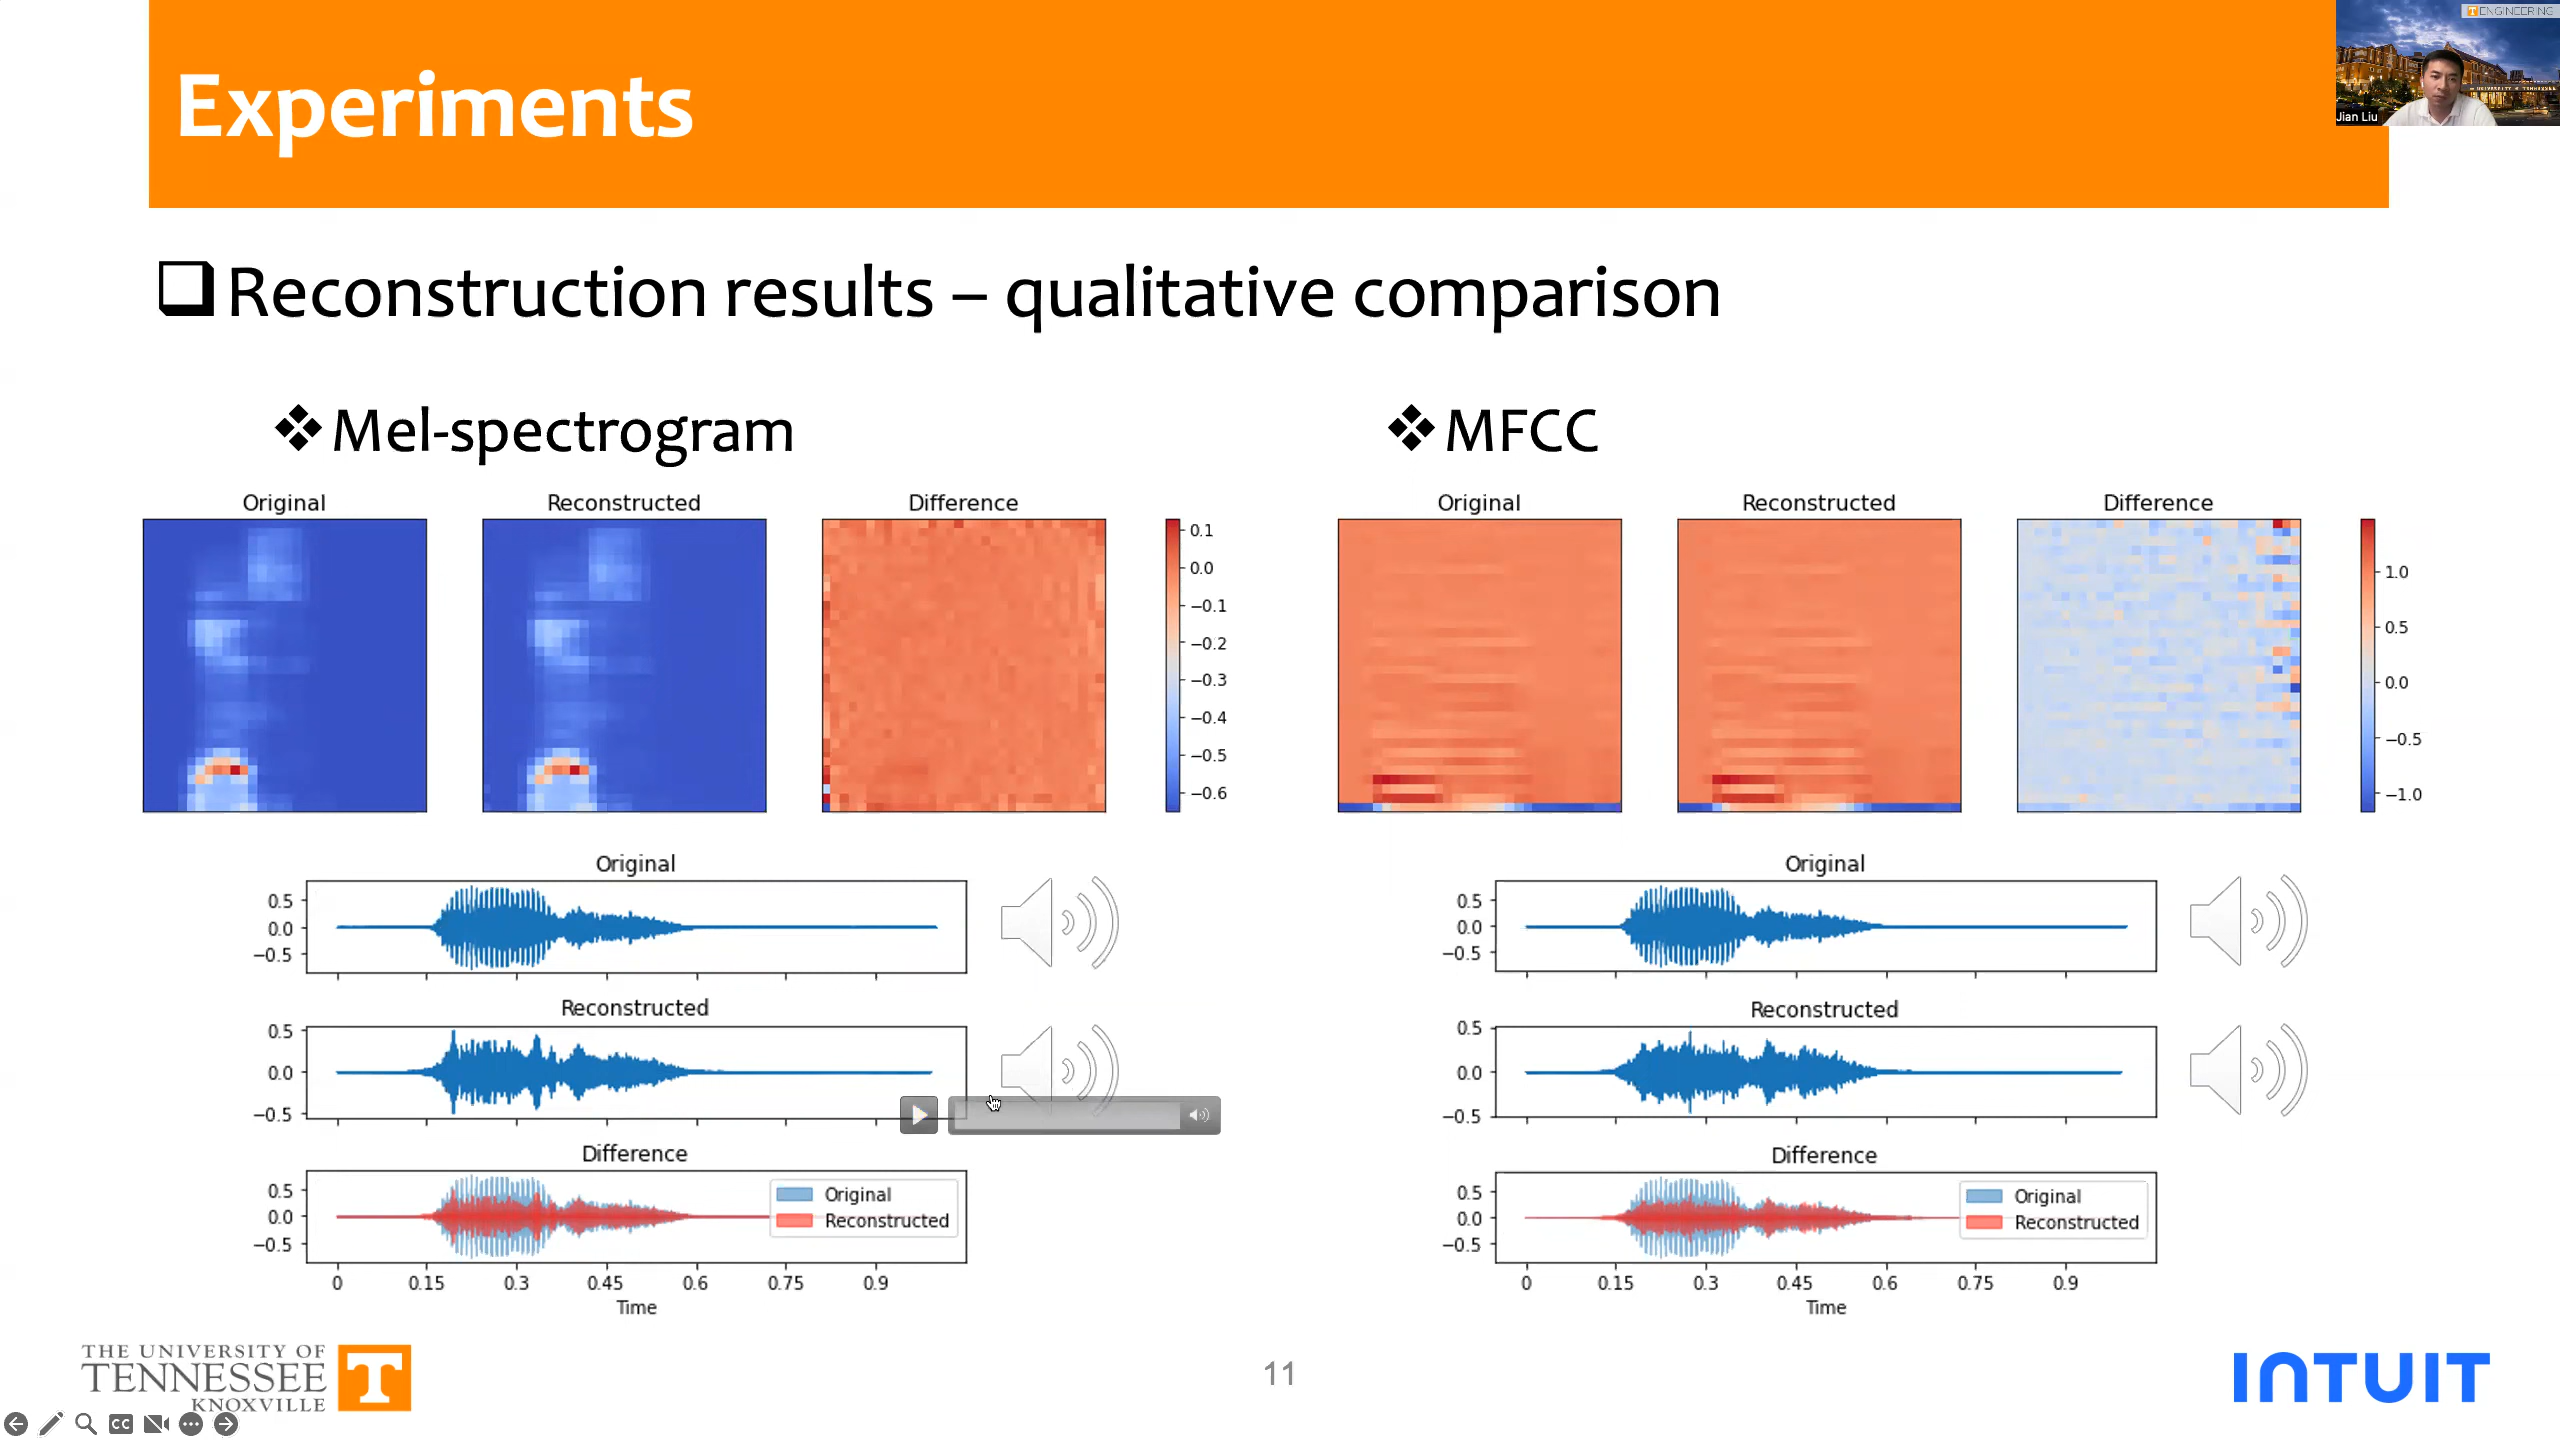 Experiments
ENGINEERING
Jian Liu
Reconstruction results – qualitative comparison
Mel-spectrogram
Original
Reconstructed
Difference
0.1
0.0
−0.1
−0.2
−0.3
−0.4
−0.5
−0.6
Original
0.5
0.0
−0.5
Reconstructed
0.5
0.0
−0.5
Difference
0.5
0.0
−0.5
Original
Reconstructed
0 0.15 0.3 0.45 0.6 0.75 0.9
Time
MFCC
Original
Reconstructed
Difference
1.0
0.5
0.0
−0.5
−1.0
Original
0.5
0.0
−0.5
Reconstructed
0.5
0.0
−0.5
Difference
0.5
0.0
−0.5
Original
Reconstructed
0 0.15 0.3 0.45 0.6 0.75 0.9
Time
THE UNIVERSITY OF
TENNESSEE
KNOXVILLE
T
11
INTUIT
CC